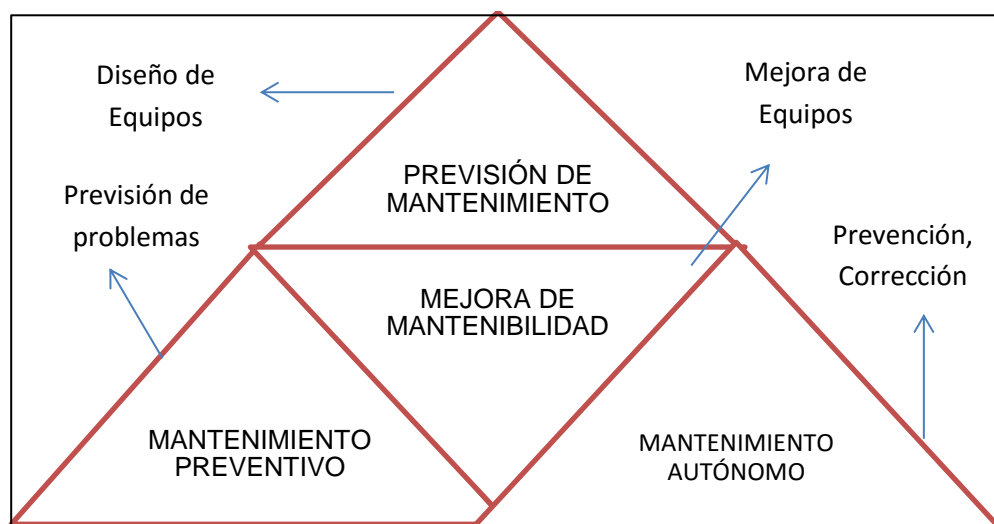 Diseño de
Equipos
Mejora de
Equipos
PREVISIÓN DE
MANTENIMIENTO
Previsión de
problemas
Prevención,
Corrección
MEJORA DE
MANTENIBILIDAD
MANTENIMIENTO
PREVENTIVO
MANTENIMIENTO
AUTÓNOMO